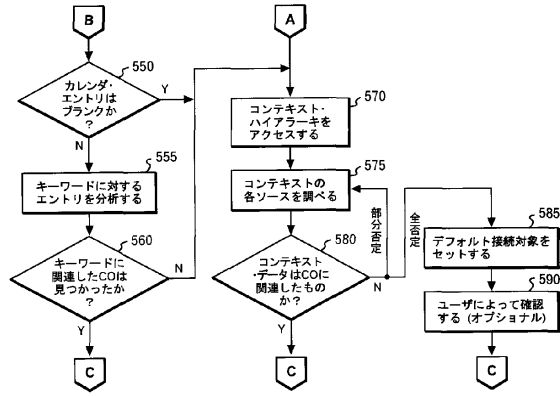 B
A
550
カレンダ・
エントリは
ブランクか
?
Y
N
555
キーワードに対する
エントリを分析する
560
キーワードに
関連したCOは
見つかったか
?
N
Y
C
570
コンテキスト・
ハイアラーキを
アクセスする
575
コンテキストの
各ソースを調べる
580
コンテキスト
・データはCOに
関連したもの
か?
N
Y
C
部分否定
全否定
585
デフォルト接続対象を
セットする
590
ユーザによって確認
する (オプショナル)
C